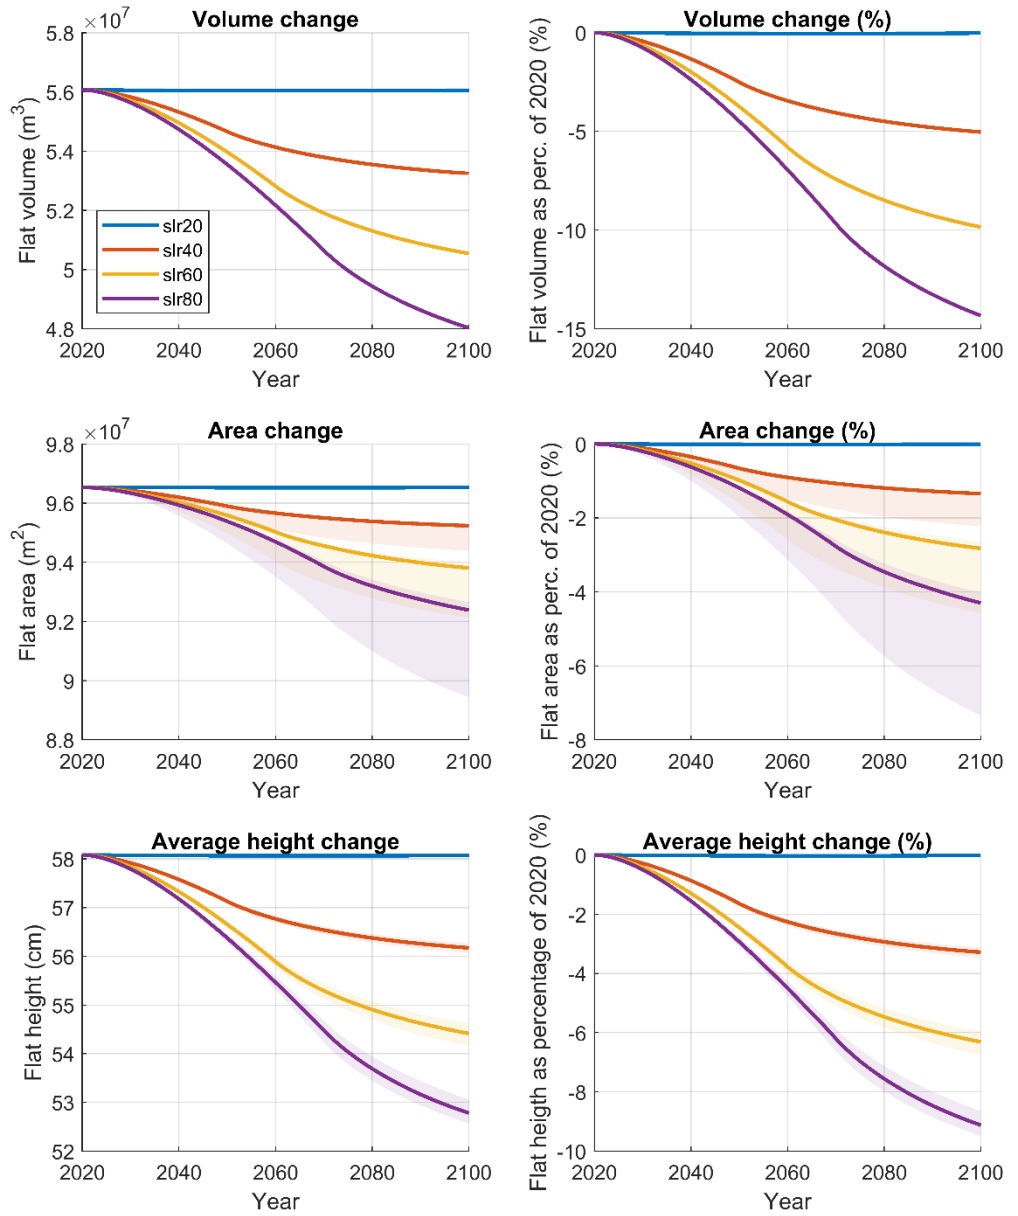 Volume change
×10⁷
5.8
5.6
5.4
5.2
5
4.8
Flat volume (m³)
slr20
slr40
slr60
slr80
2020 2040 2060 2080 2100
Year
Volume change (%)
0
-5
-10
-15
Flat volume as perc. of 2020 (%)
2020 2040 2060 2080 2100
Year
Area change
×10⁷
9.8
9.6
9.4
9.2
9
8.8
Flat area (m²)
2020 2040 2060 2080 2100
Year
Area change (%)
0
-2
-4
-6
-8
Flat area as perc. of 2020 (%)
2020 2040 2060 2080 2100
Year
Average height change
58
57
56
55
54
53
52
Flat height (cm)
2020 2040 2060 2080 2100
Year
Average height change (%)
0
-2
-4
-6
-8
-10
Flat heigth as percentage of 2020 (%)
2020 2040 2060 2080 2100
Year